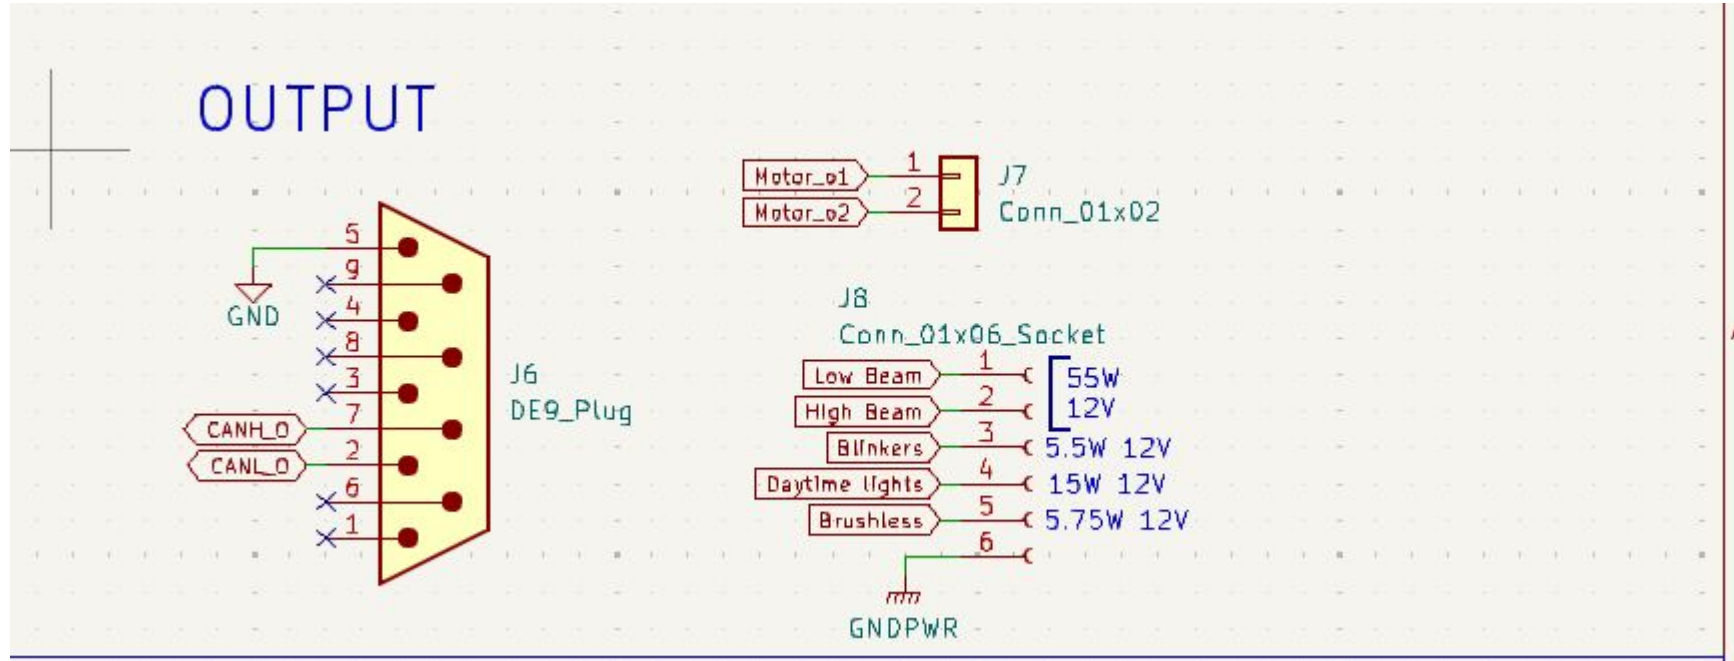 OUTPUT
5
9
GND
4
8
3
7
CANH_O
2
CANL_O
6
1
J6
DE9_Plug
Motor_o1
1
Motor_o2
2
J7
Conn_01x02
J8
Conn_01x06_Socket
Low Beam
1
55W
High Beam
2
12V
Blinkers
3
5.5W 12V
Daytime lights
4
15W 12V
Brushless
5
5.75W 12V
6
GNDPWR